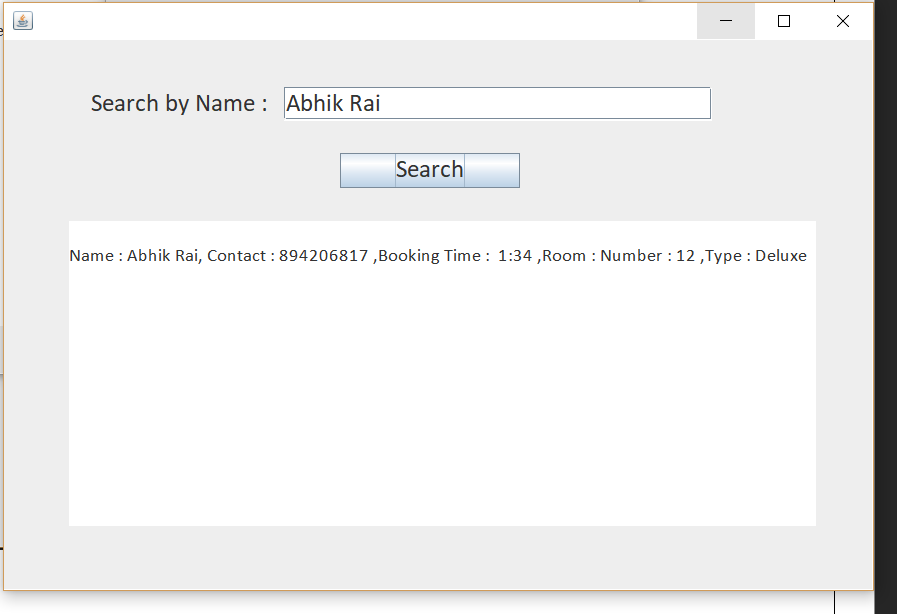 Search by Name :
Abhik Rai
Search
Name : Abhik Rai, Contact : 894206817 ,Booking Time :  1:34 ,Room : Number : 12 ,Type : Deluxe